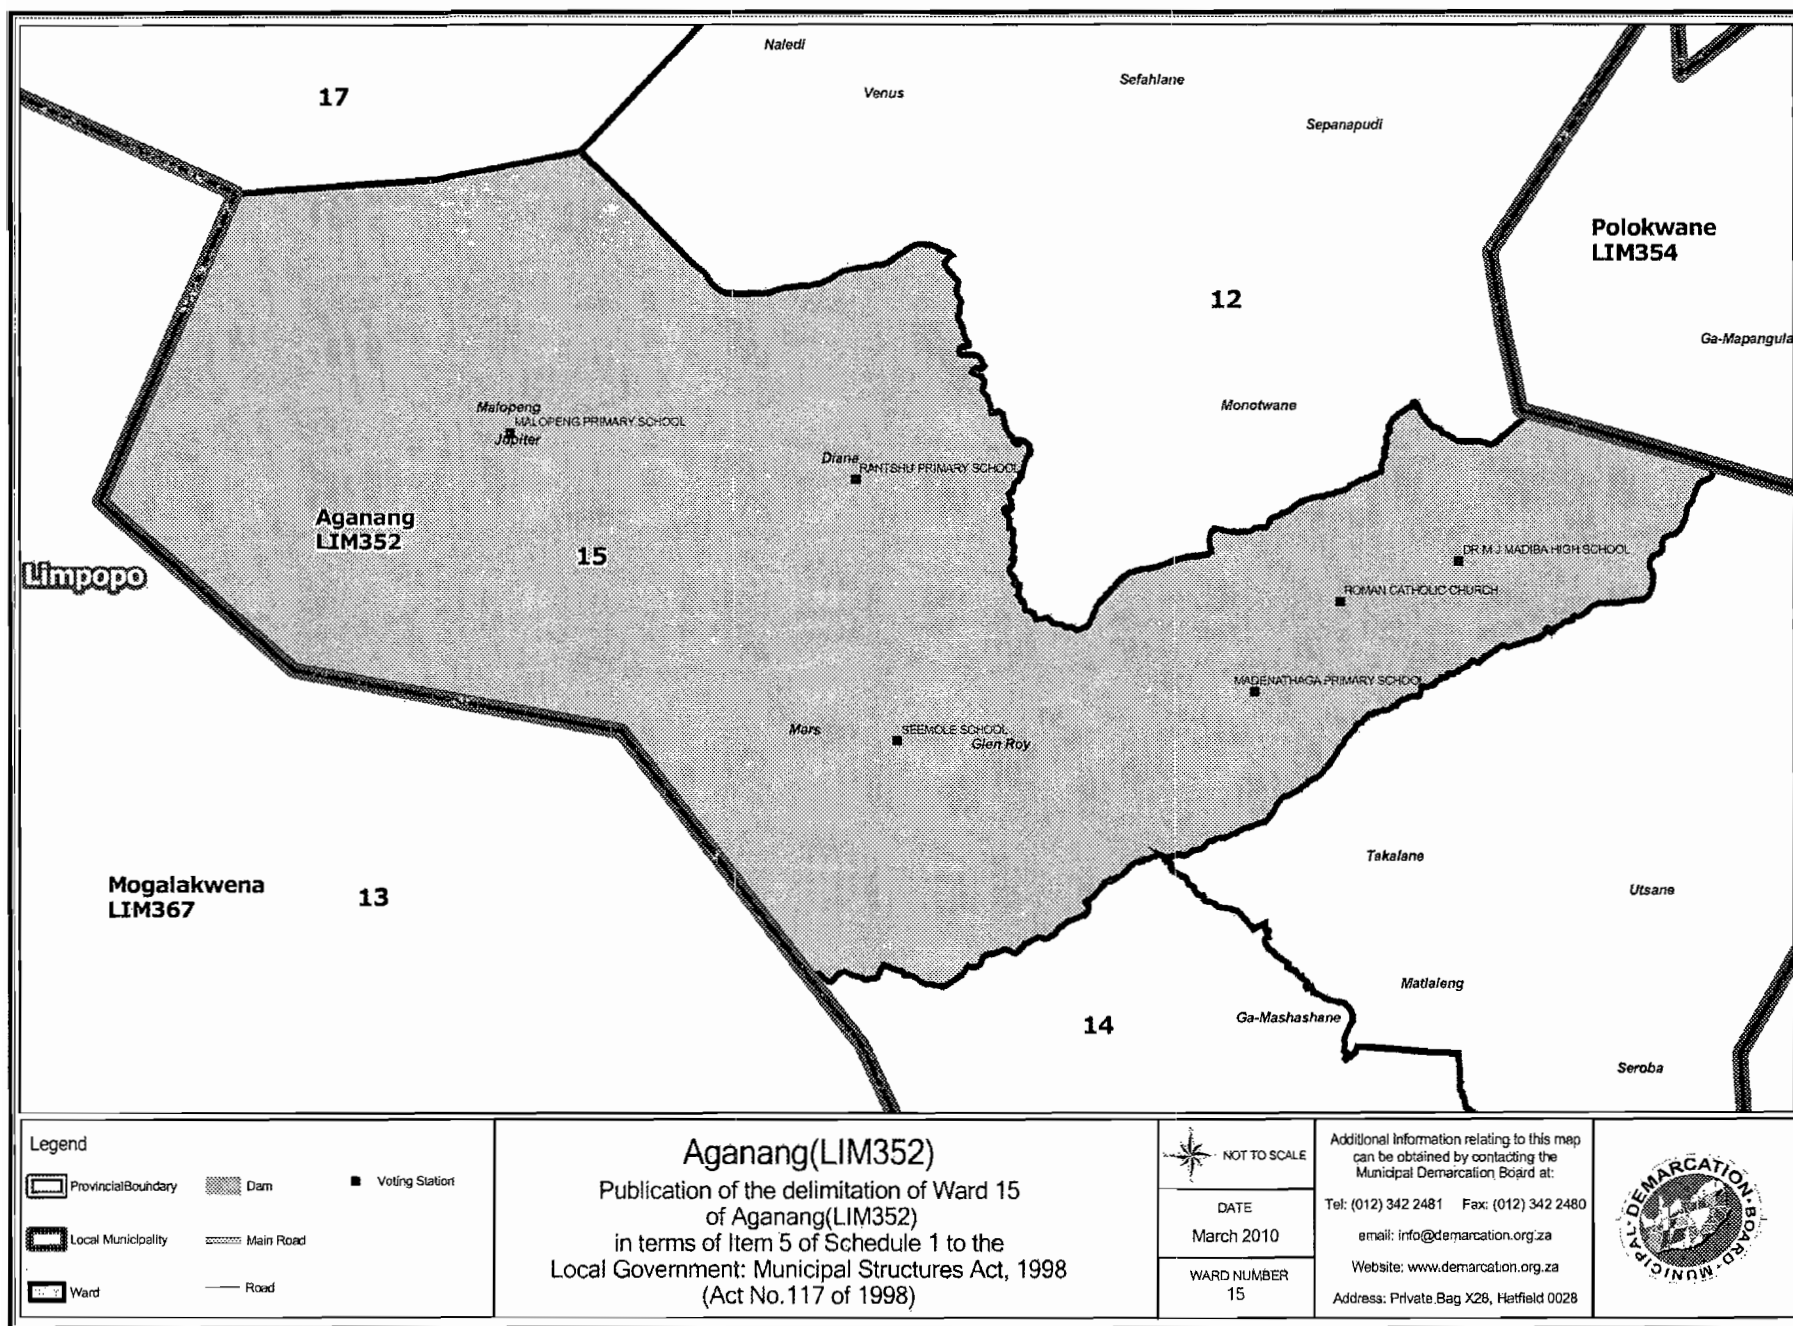 Naledi
17
Venus
Sefahlane
Sepanapudi
Polokwane
LIM354
12
Ga-Mapangula
Malopeng
MALOPENG PRIMARY SCHOOL
Jupiter
Monotwane
Diana
RANTSHU PRIMARY SCHOOL
Aganang
LIM352
15
Limpopo
DR M J MADIBA HIGH SCHOOL
ROMAN CATHOLIC CHURCH
MADENATHAGA PRIMARY SCHOOL
Mars
SEEMOLE SCHOOL
Glen Roy
Mogalakwena
LIM367
13
Takalane
Utsane
Matlaleng
14
Ga-Mashashane
Seroba
Legend
ProvincialBoundary
Dam
Voting Station
Local Municipality
Main Road
Ward
Road
Aganang(LIM352)
Publication of the delimitation of Ward 15
of Aganang(LIM352)
in terms of Item 5 of Schedule 1 to the
Local Government: Municipal Structures Act, 1998
(Act No.117 of 1998)
NOT TO SCALE
DATE
March 2010
WARD NUMBER
15
Additional Information relating to this map
can be obtained by contacting the
Municipal Demarcation Board at:
Tel: (012) 342 2481 Fax: (012) 342 2480
email: info@demarcation.org.za
Website: www.demarcation.org.za
Address: Private Bag X28, Hatfield 0028
MUNICIPAL DEMARCATION BOARD